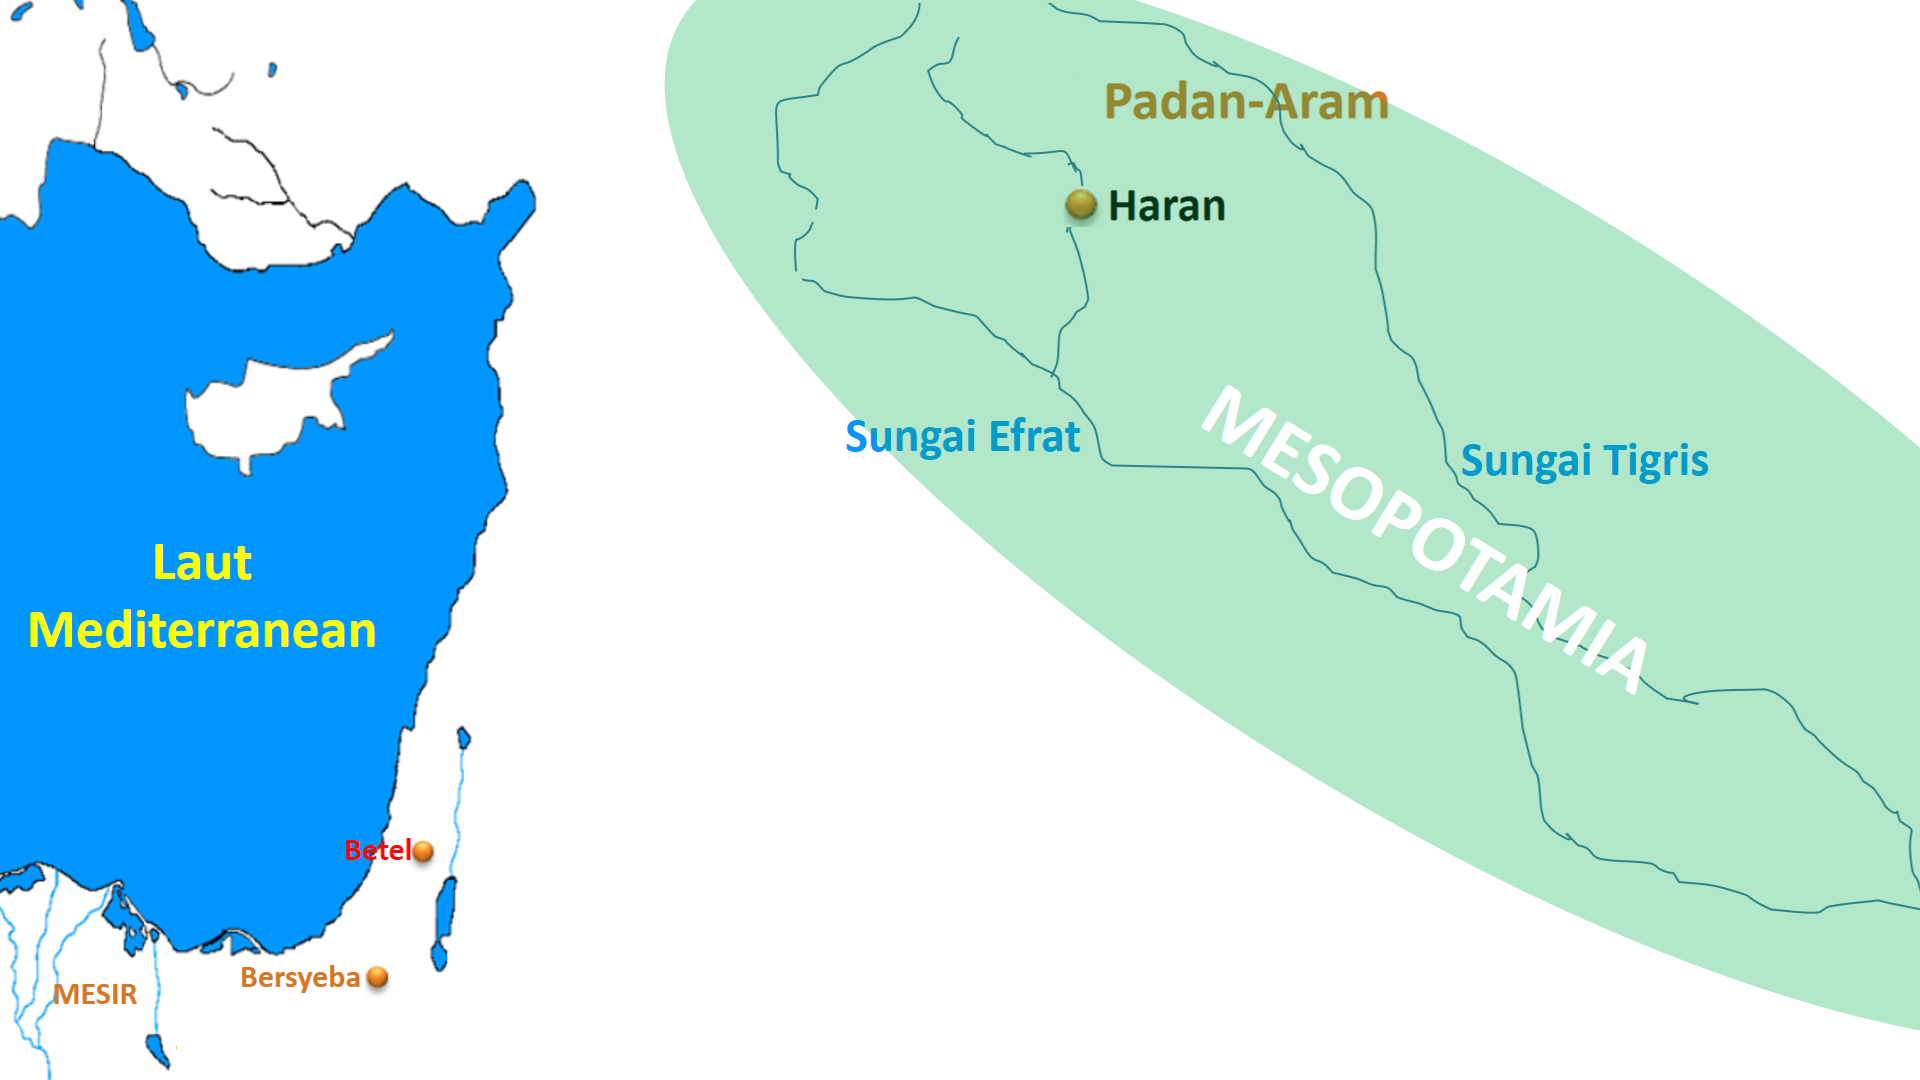 Padan-Aram
Haran
MESOPOTAMIA
Sungai Efrat
Sungai Tigris
Laut
Mediterranean
Betel
Bersyeba
MESIR